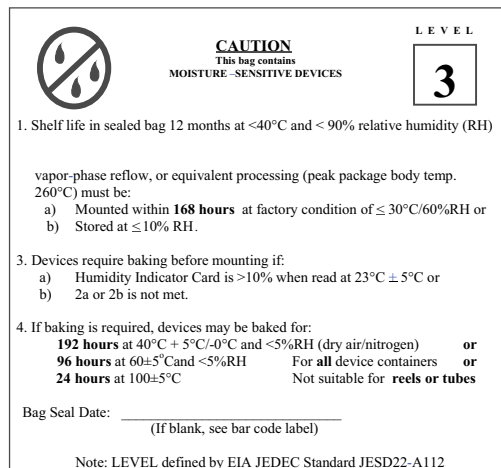 LEVEL
CAUTION
This bag contains
MOISTURE –SENSITIVE DEVICES
3
1. Shelf life in sealed bag 12 months at <40°C and < 90% relative humidity (RH)
vapor-phase reflow, or equivalent processing (peak package body temp.
260°C) must be:
a) Mounted within 168 hours at factory condition of ≤ 30°C/60%RH or
b) Stored at ≤10% RH.
3. Devices require baking before mounting if:
a) Humidity Indicator Card is >10% when read at 23°C ± 5°C or
b) 2a or 2b is not met.
4. If baking is required, devices may be baked for:
192 hours at 40°C + 5°C/-0°C and <5%RH (dry air/nitrogen) or
96 hours at 60±5°Cand <5%RH For all device containers or
24 hours at 100±5°C Not suitable for reels or tubes
Bag Seal Date: ______________________________
(If blank, see bar code label)
Note: LEVEL defined by EIA JEDEC Standard JESD22-A112